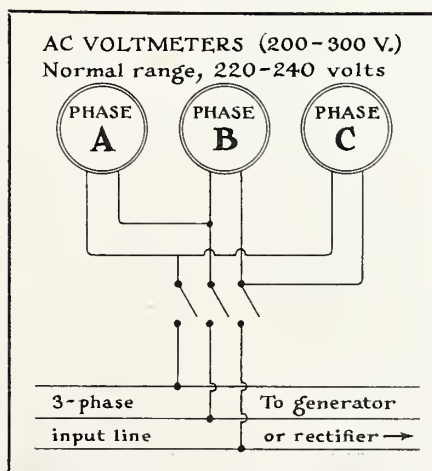 AC VOLTMETERS (200-300 V.)
Normal range, 220-240 volts
PHASE
A
PHASE
B
PHASE
C
3-phase
To generator
input line
or rectifier→